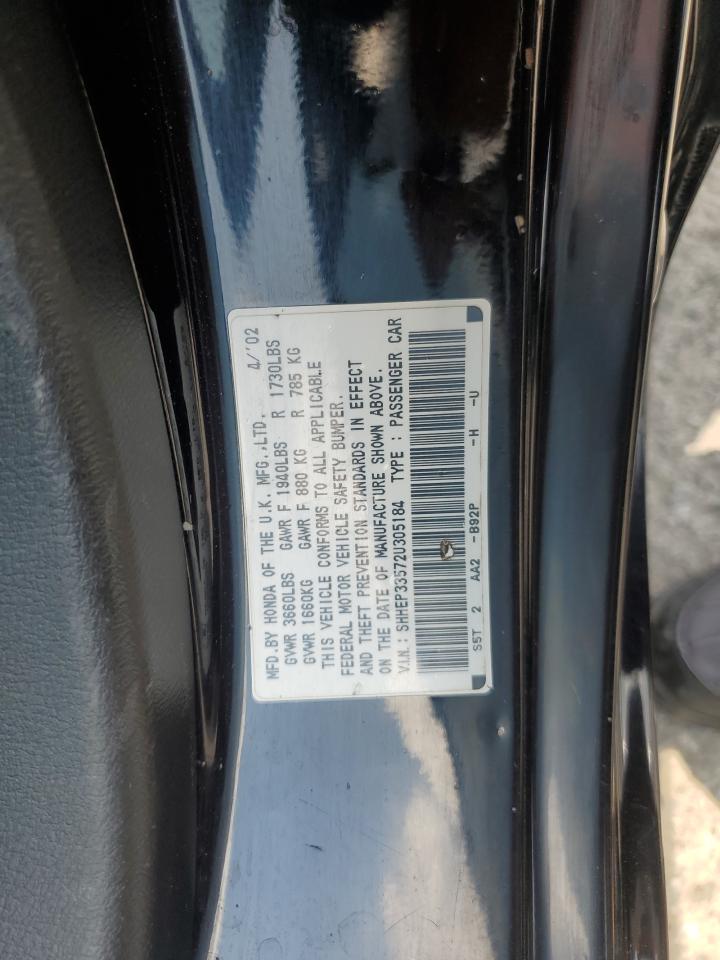 MFD.BY HONDA OF THE U.K. MFG.,LTD. 4/'02
GVWR 3660LBS GAWR F 1940LBS R 1730LBS
GVWR 1660KG GAWR F 880 KG R 785 KG
THIS VEHICLE CONFORMS TO ALL APPLICABLE
FEDERAL MOTOR VEHICLE SAFETY BUMPER.
AND THEFT PREVENTION STANDARDS IN EFFECT
ON THE DATE OF MANUFACTURE SHOWN ABOVE.
V.I.N.: SHHEP33572U305184 TYPE : PASSENGER CAR
S5T 2 AA2 -B92P -H -U